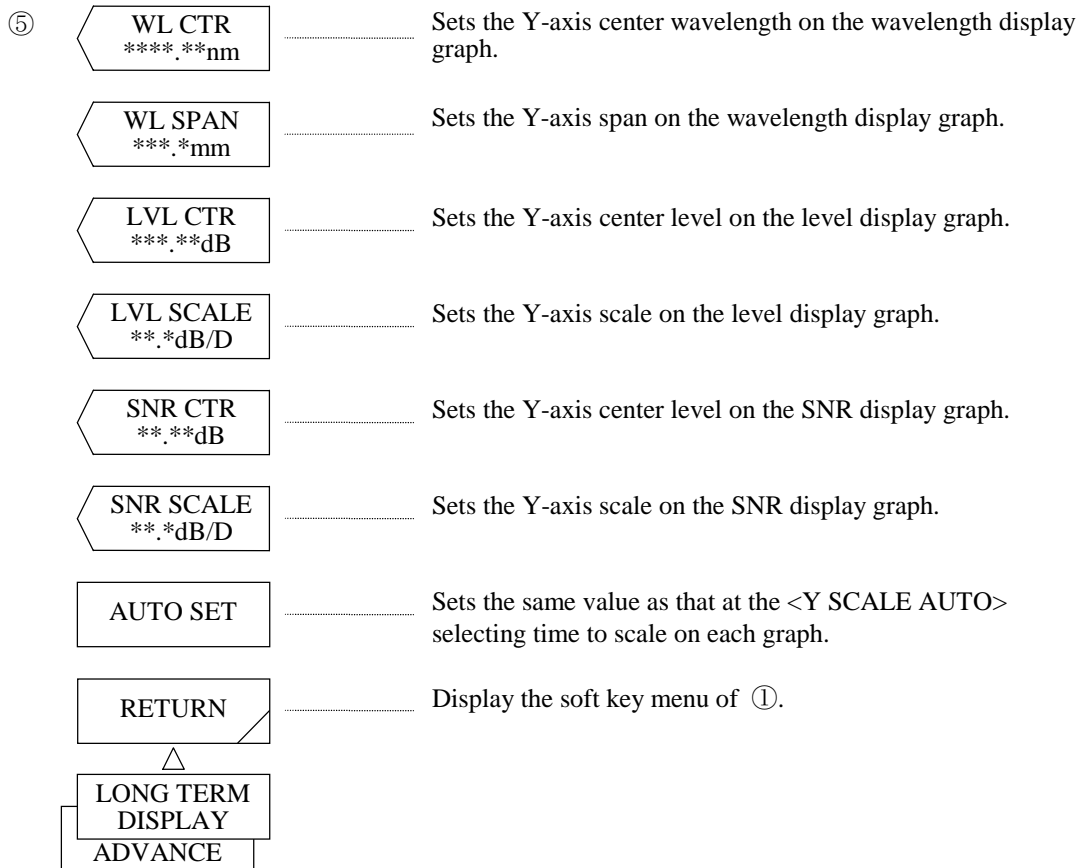 ⑤
WL CTR
****.**nm
Sets the Y-axis center wavelength on the wavelength display
graph.
WL SPAN
***.*mm
Sets the Y-axis span on the wavelength display graph.
LVL CTR
***.**dB
Sets the Y-axis center level on the level display graph.
LVL SCALE
**.*dB/D
Sets the Y-axis scale on the level display graph.
SNR CTR
**.**dB
Sets the Y-axis center level on the SNR display graph.
SNR SCALE
**.*dB/D
Sets the Y-axis scale on the SNR display graph.
AUTO SET
Sets the same value as that at the <Y SCALE AUTO>
selecting time to scale on each graph.
RETURN
Display the soft key menu of ①.
LONG TERM
DISPLAY
ADVANCE